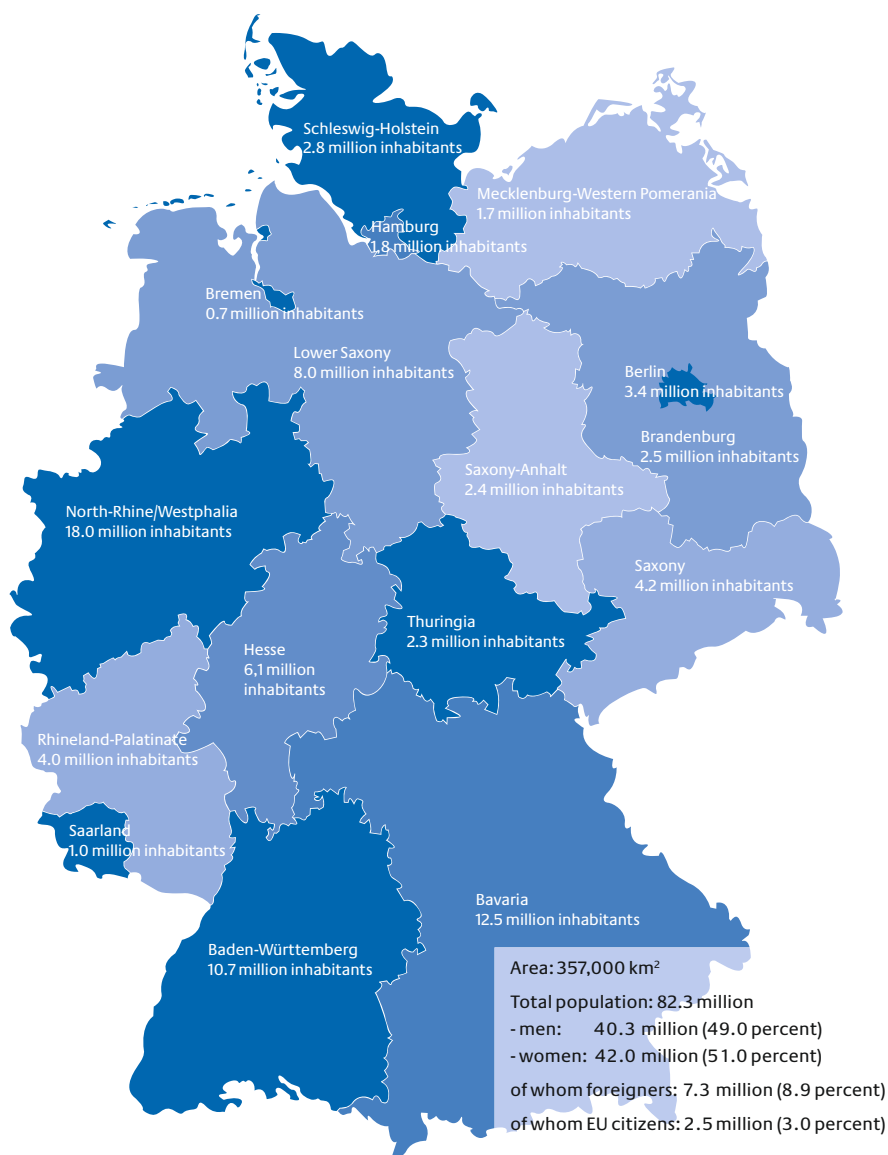 Schleswig-Holstein
2.8 million inhabitants
Mecklenburg-Western Pomerania
1.7 million inhabitants
Hamburg
1.8 million inhabitants
Bremen
0.7 million inhabitants
Lower Saxony
8.0 million inhabitants
Berlin
3.4 million inhabitants
Brandenburg
2.5 million inhabitants
Saxony-Anhalt
2.4 million inhabitants
North-Rhine/Westphalia
18.0 million inhabitants
Saxony
4.2 million inhabitants
Thuringia
2.3 million inhabitants
Hesse
6,1 million
inhabitants
Rhineland-Palatinate
4.0 million inhabitants
Saarland
1.0 million inhabitants
Bavaria
12.5 million inhabitants
Baden-Württemberg
10.7 million inhabitants
Area: 357,000 km²
Total population: 82.3 million
- men: 40.3 million (49.0 percent)
- women: 42.0 million (51.0 percent)
of whom foreigners: 7.3 million (8.9 percent)
of whom EU citizens: 2.5 million (3.0 percent)